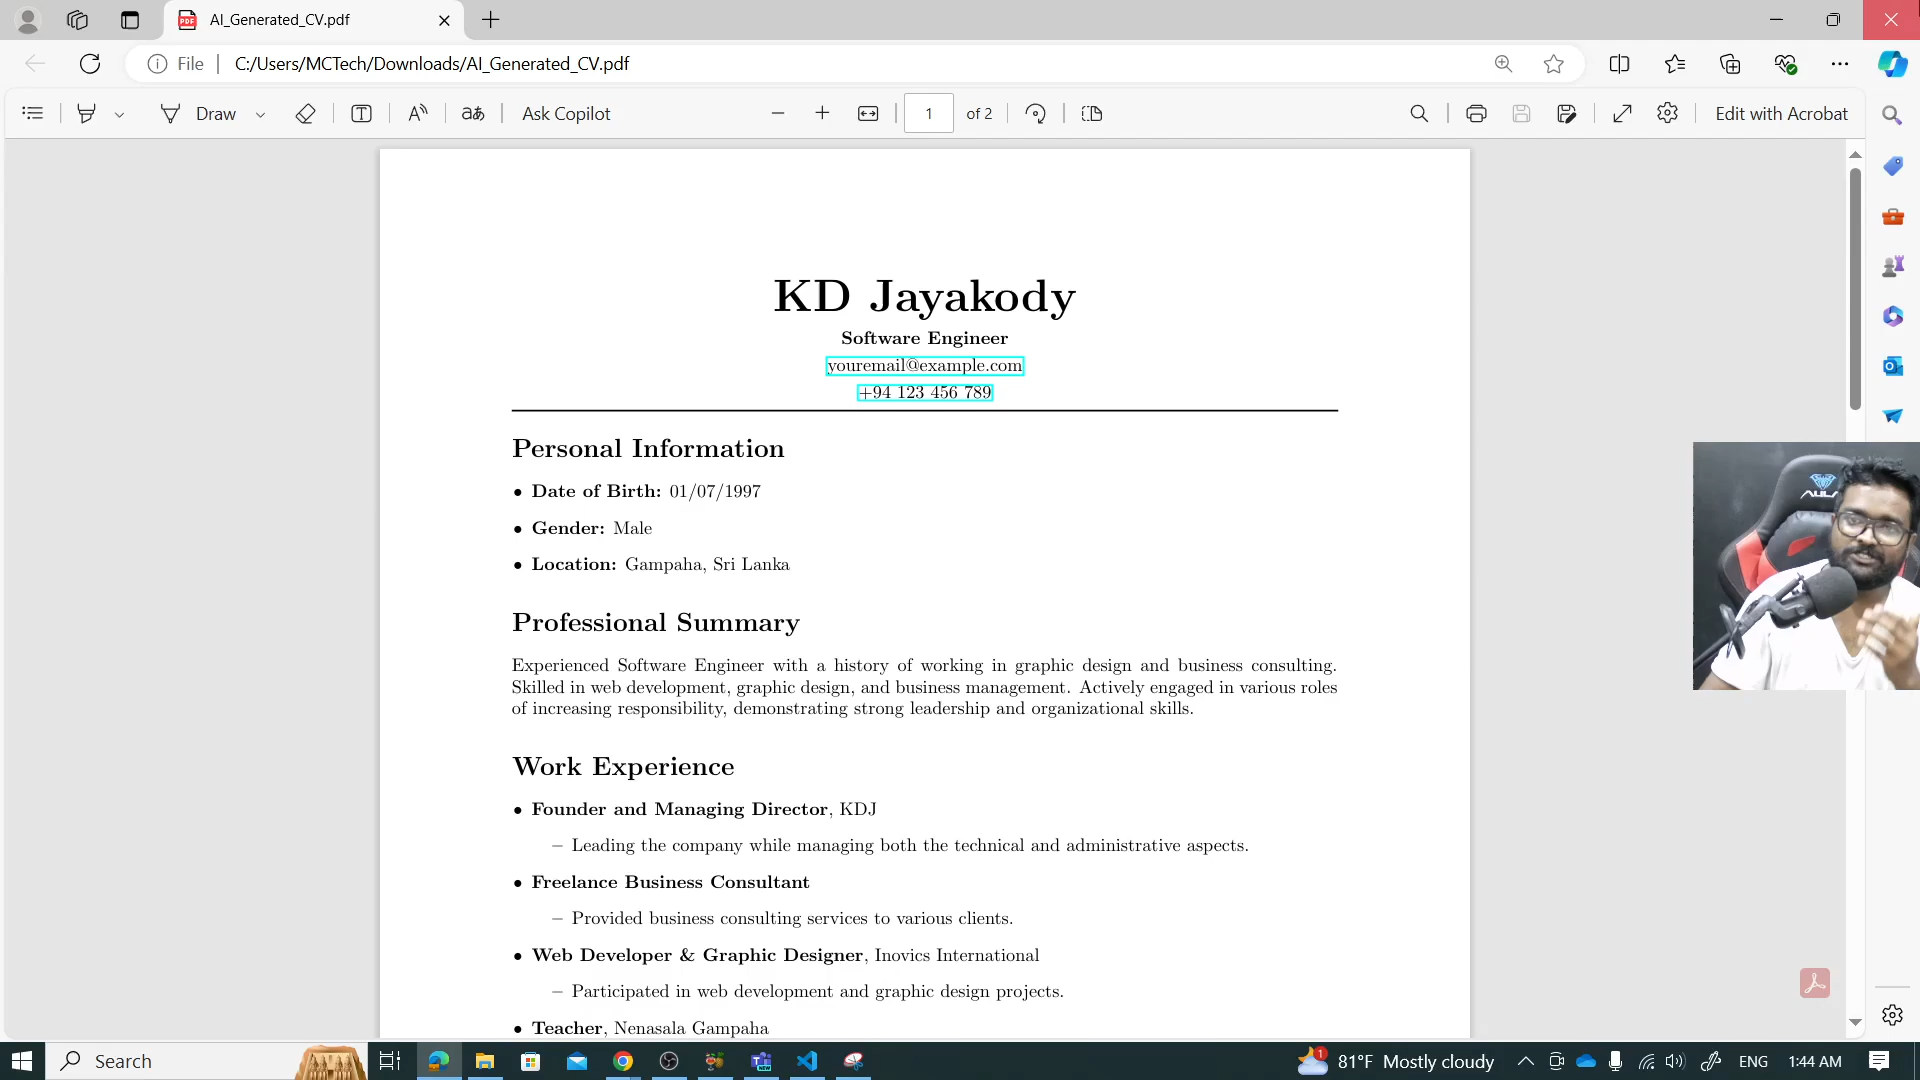 AI_Generated_CV.pdf
File
C:/Users/MCTech/Downloads/AI_Generated_CV.pdf
Draw
Ask Copilot
1
of 2
Edit with Acrobat
KD Jayakody
Software Engineer
youremail@example.com
+94 123 456 789
Personal Information
• Date of Birth: 01/07/1997
• Gender: Male
• Location: Gampaha, Sri Lanka
Professional Summary
Experienced Software Engineer with a history of working in graphic design and business consulting.
Skilled in web development, graphic design, and business management. Actively engaged in various roles
of increasing responsibility, demonstrating strong leadership and organizational skills.
Work Experience
• Founder and Managing Director, KDJ
– Leading the company while managing both the technical and administrative aspects.
• Freelance Business Consultant
– Provided business consulting services to various clients.
• Web Developer & Graphic Designer, Inovics International
– Participated in web development and graphic design projects.
• Teacher, Nenasala Gampaha
Search
1
81°F Mostly cloudy
ENG
1:44 AM